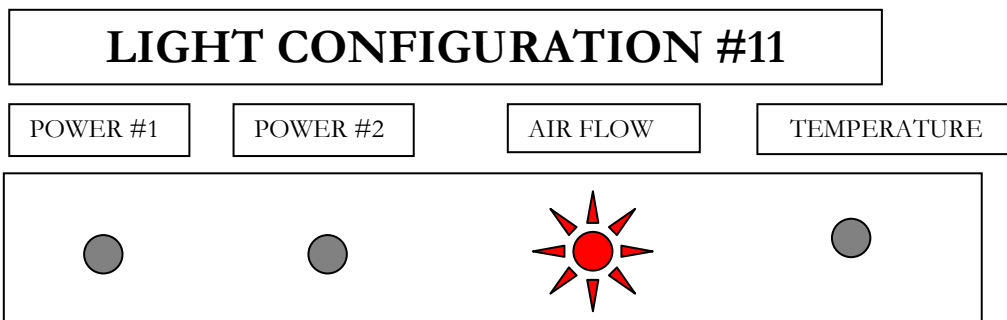 LIGHT CONFIGURATION #11
POWER #1 POWER #2 AIR FLOW TEMPERATURE